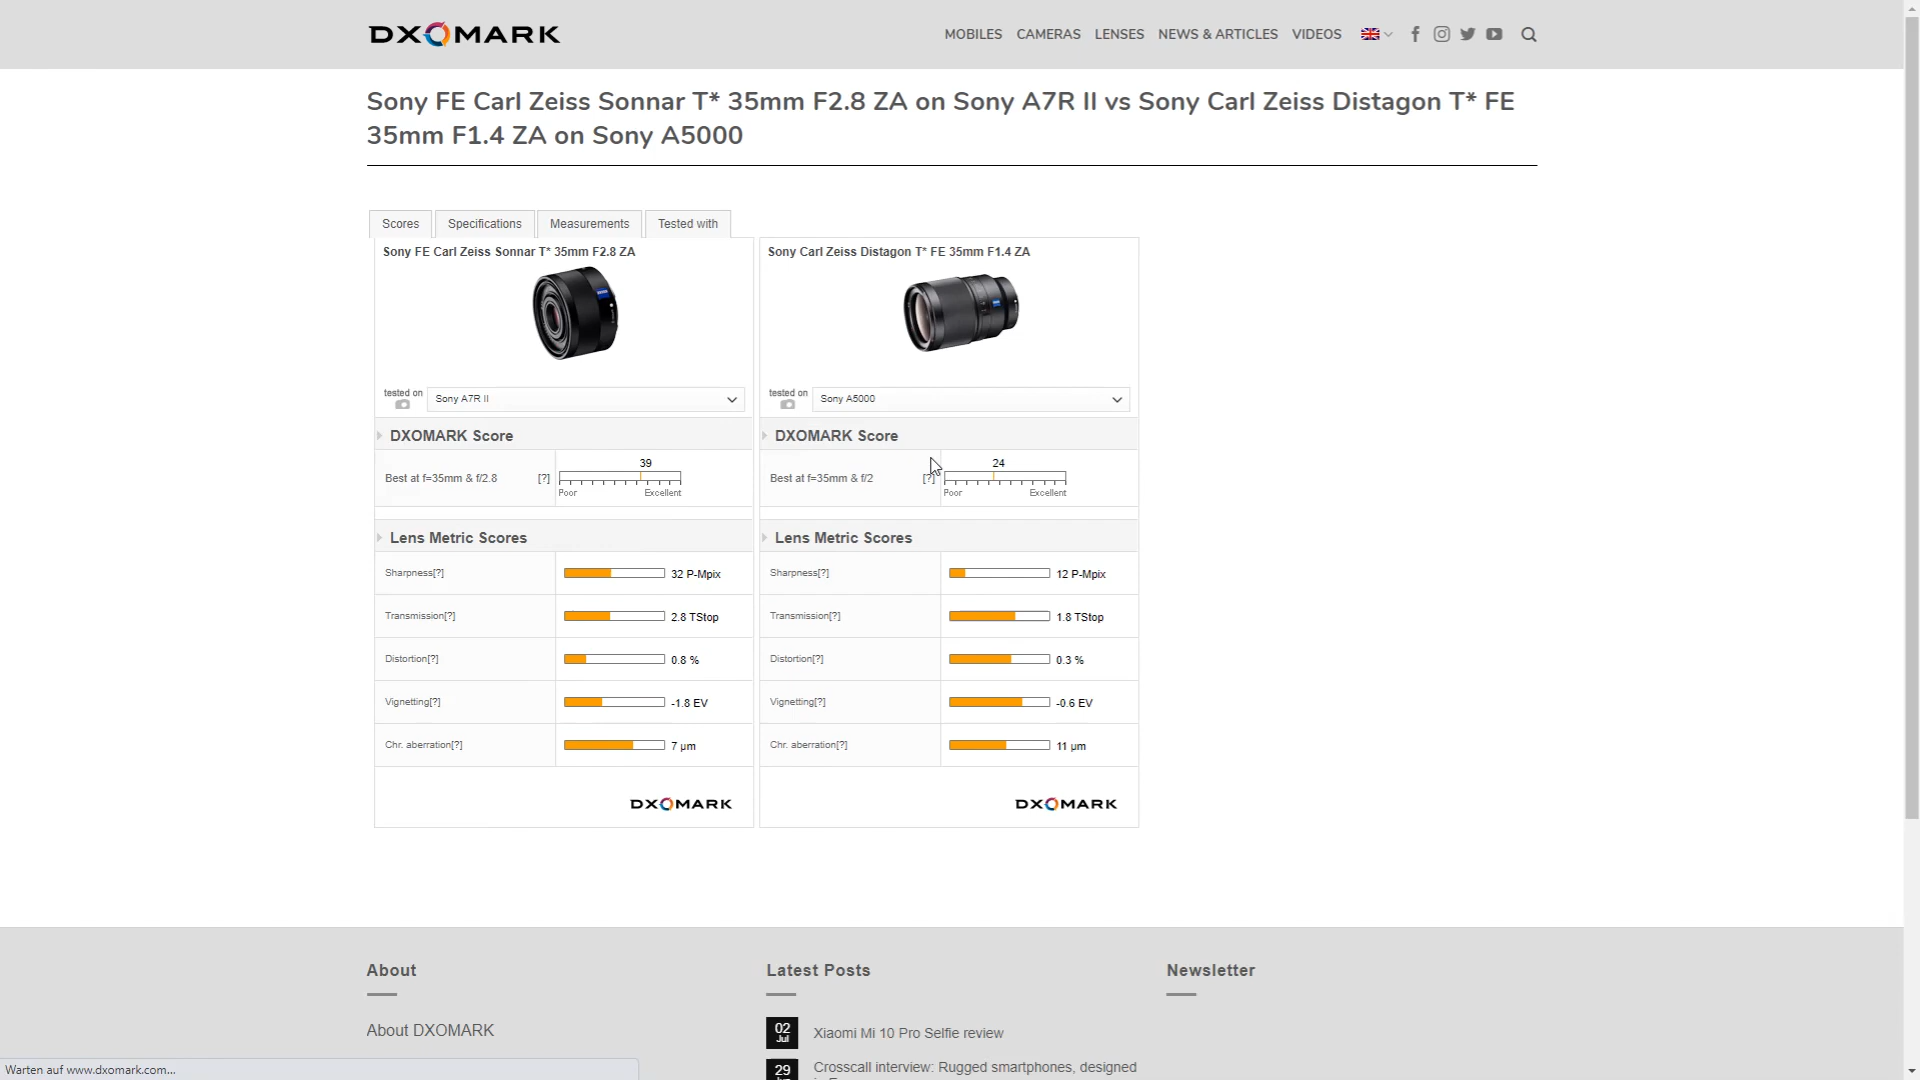 DXOMARK
MOBILES CAMERAS LENSES NEWS & ARTICLES VIDEOS
Sony FE Carl Zeiss Sonnar T* 35mm F2.8 ZA on Sony A7R II vs Sony Carl Zeiss Distagon T* FE
35mm F1.4 ZA on Sony A5000
Scores Specifications Measurements Tested with
Sony FE Carl Zeiss Sonnar T* 35mm F2.8 ZA
tested on Sony A7R II
DXOMARK Score
Best at f=35mm & f/2.8 [?] 39
Poor Excellent
Lens Metric Scores
Sharpness[?] 32 P-Mpix
Transmission[?] 2.8 TStop
Distortion[?] 0.8 %
Vignetting[?] -1.8 EV
Chr. aberration[?] 7 µm
DXOMARK
Sony Carl Zeiss Distagon T* FE 35mm F1.4 ZA
tested on Sony A5000
DXOMARK Score
Best at f=35mm & f/2 [?] 24
Poor Excellent
Lens Metric Scores
Sharpness[?] 12 P-Mpix
Transmission[?] 1.8 TStop
Distortion[?] 0.3 %
Vignetting[?] -0.6 EV
Chr. aberration[?] 11 µm
DXOMARK
About
About DXOMARK
Latest Posts
02 Jul Xiaomi Mi 10 Pro Selfie review
29 Crosscall interview: Rugged smartphones, designed
Newsletter
Warten auf www.dxomark.com...